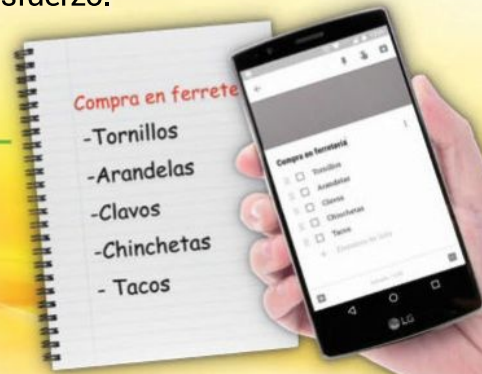 sfuerzo.
Compra en ferrete
-Tornillos
-Arandelas
-Clavos
-Chinchetas
- Tacos
Compra en ferretería
Tornillos
Arandelas
Clavos
Chinchetas
Tacos
LG